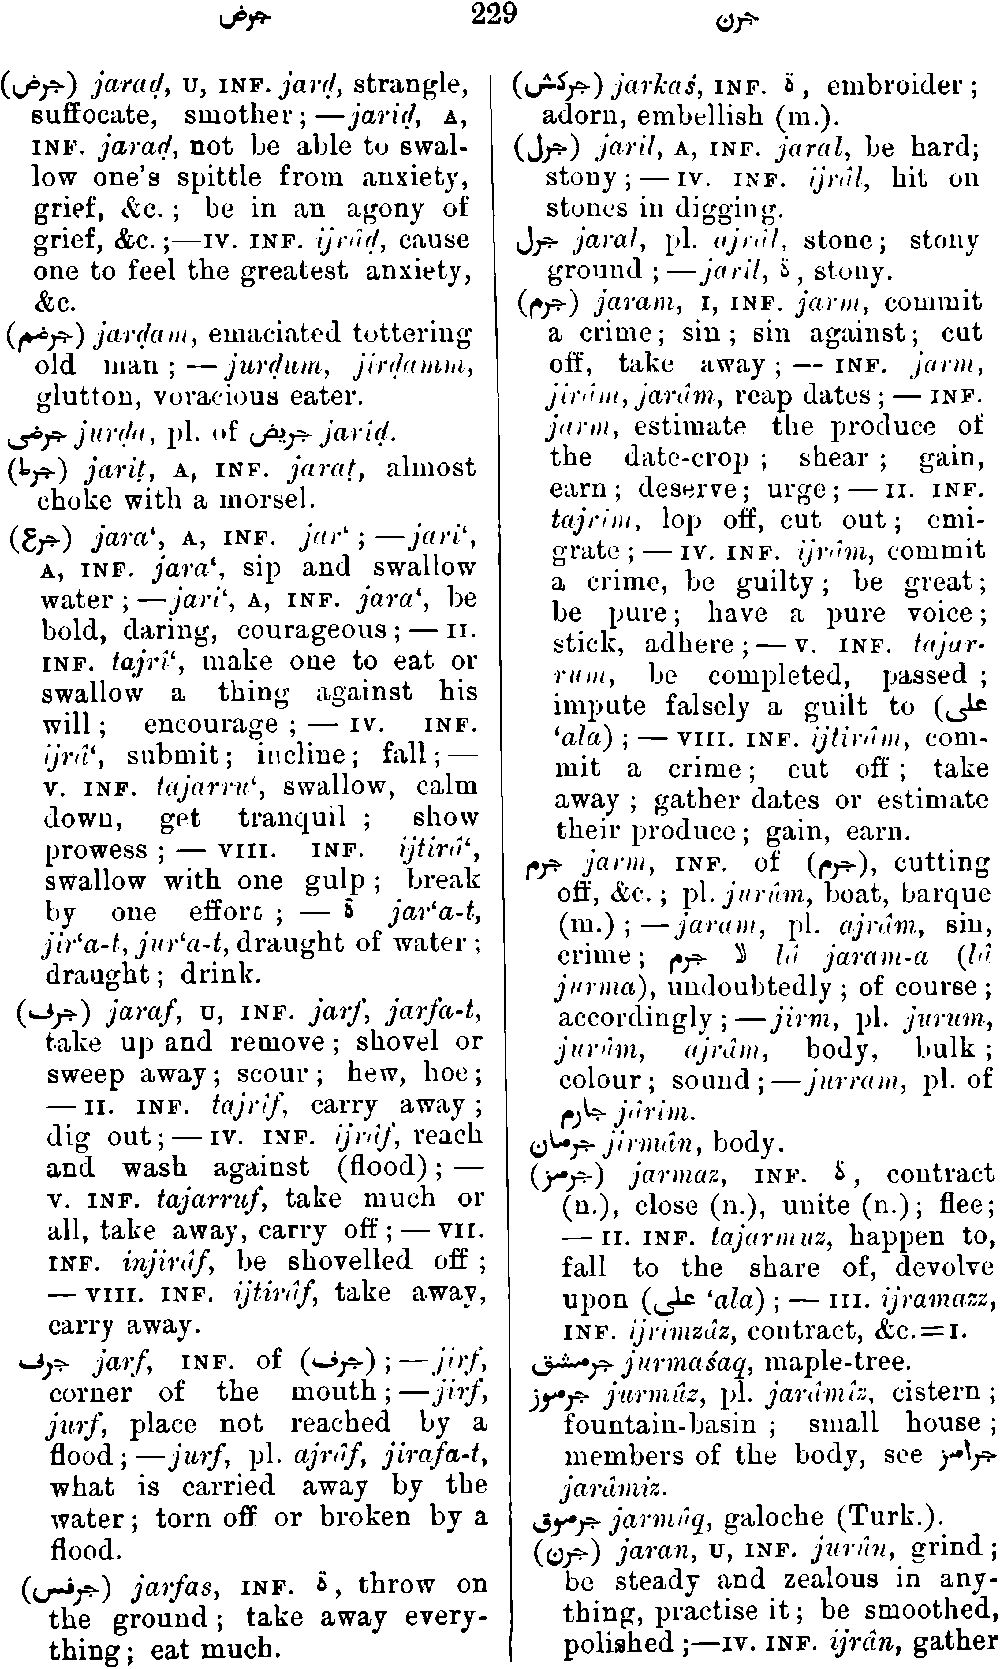 جرض 229 جرن
(جرض) jaraḍ, U, INF. jarḍ, strangle,
suffocate, smother; —jariḍ, A,
INF. jaraḍ, not be able to swal-
low one's spittle from anxiety,
grief, &c.; be in an agony of
grief, &c.;—IV. INF. ijrâḍ, cause
one to feel the greatest anxiety,
&c.
(جرضم) jarḍam, emaciated tottering
old man; —jurḍum, jirḍamm,
glutton, voracious eater.
جرضى jarḍa, pl. of جريض jarîḍ.
(جرط) jariṭ, A, INF. jaraṭ, almost
choke with a morsel.
(جرع) jara‘, A, INF. jar‘; —jari‘,
A, INF. jara‘, sip and swallow
water; —jari‘, A, INF. jara‘, be
bold, daring, courageous; — II.
INF. tajrî‘, make one to eat or
swallow a thing against his
will; encourage; — IV. INF.
ijrâ‘, submit; incline; fall; —
V. INF. tajarru‘, swallow, calm
down, get tranquil; show
prowess; — VIII. INF. ijtirâ‘,
swallow with one gulp; break
by one effort; — ة jar‘a-t,
jir‘a-t, jur‘a-t, draught of water;
draught; drink.
(جرف) jaraf, U, INF. jarf, jarfa-t,
take up and remove; shovel or
sweep away; scour; hew, hoe;
— II. INF. tajrîf, carry away;
dig out; — IV. INF. ijrâf, reach
and wash against (flood); —
V. INF. tajarruf, take much or
all, take away, carry off; — VII.
INF. injirâf, be shovelled off;
— VIII. INF. ijtirâf, take away,
carry away.
جرف jarf, INF. of (جرف); —jirf,
corner of the mouth; —jirf,
jurf, place not reached by a
flood; —jurf, pl. ajrâf, jirafa-t,
what is carried away by the
water; torn off or broken by a
flood.
(جرفس) jarfas, INF. ة, throw on
the ground; take away every-
thing; eat much.
(جركش) jarkaś, INF. ة, embroider;
adorn, embellish (m.).
(جرل) jaril, A, INF. jaral, be hard;
stony; — IV. INF. ijrâl, hit on
stones in digging.
جرل jaral, pl. ajrâl, stone; stony
ground; —jaril, ة, stony.
(جرم) jaram, I, INF. jarm, commit
a crime; sin; sin against; cut
off, take away; — INF. jarm,
jirâm, jarâm, reap dates; — INF.
jarm, estimate the produce of
the date-crop; shear; gain,
earn; deserve; urge; — II. INF.
tajrîm, lop off, cut out; emi-
grate; — IV. INF. ijrâm, commit
a crime, be guilty; be great;
be pure; have a pure voice;
stick, adhere; — V. INF. tajar-
rum, be completed, passed;
impute falsely a guilt to (على
‘ala); — VIII. INF. ijtirâm, com-
mit a crime; cut off; take
away; gather dates or estimate
their produce; gain, earn.
جرم jarm, INF. of (جرم), cutting
off, &c.; pl. jurûm, boat, barque
(m.); —jaram, pl. ajrâm, sin,
crime; لا جرم lâ jaram-a (lâ
jurma), undoubtedly; of course;
accordingly; —jirm, pl. jurum,
jurûm, ajrâm, body, bulk;
colour; sound; —jurram, pl. of
جارم jârim.
جرمان jirmân, body.
(جرمز) jarmaz, INF. ة, contract
(n.), close (n.), unite (n.); flee;
— II. INF. tajarmuz, happen to,
fall to the share of, devolve
upon (على ‘ala); — III. ijramazz,
INF. ijrimzâz, contract, &c.=I.
جرمشق jarmaśaq, maple-tree.
جرموز jurmûz, pl. jarâmîz, cistern;
fountain-basin; small house;
members of the body, see جرامز
jarâmiz.
جرموق jarmûq, galoche (Turk.).
(جرن) jaran, U, INF. jurûn, grind;
be steady and zealous in any-
thing, practise it; be smoothed,
polished;—IV. INF. ijrân, gather